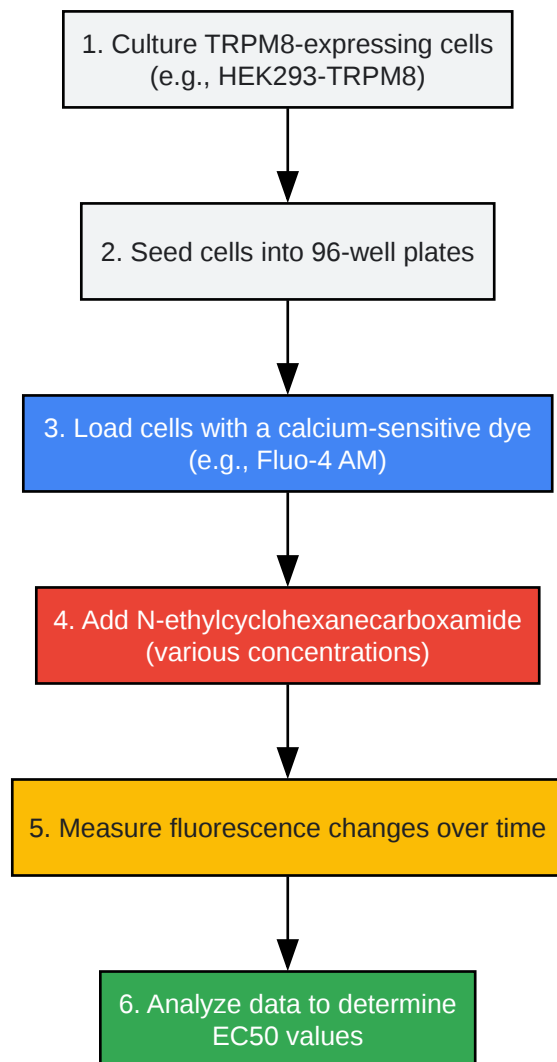 1. Culture TRPM8-expressing cells
(e.g., HEK293-TRPM8)
2. Seed cells into 96-well plates
3. Load cells with a calcium-sensitive dye
(e.g., Fluo-4 AM)
4. Add N-ethylcyclohexanecarboxamide
(various concentrations)
5. Measure fluorescence changes over time
6. Analyze data to determine
EC50 values